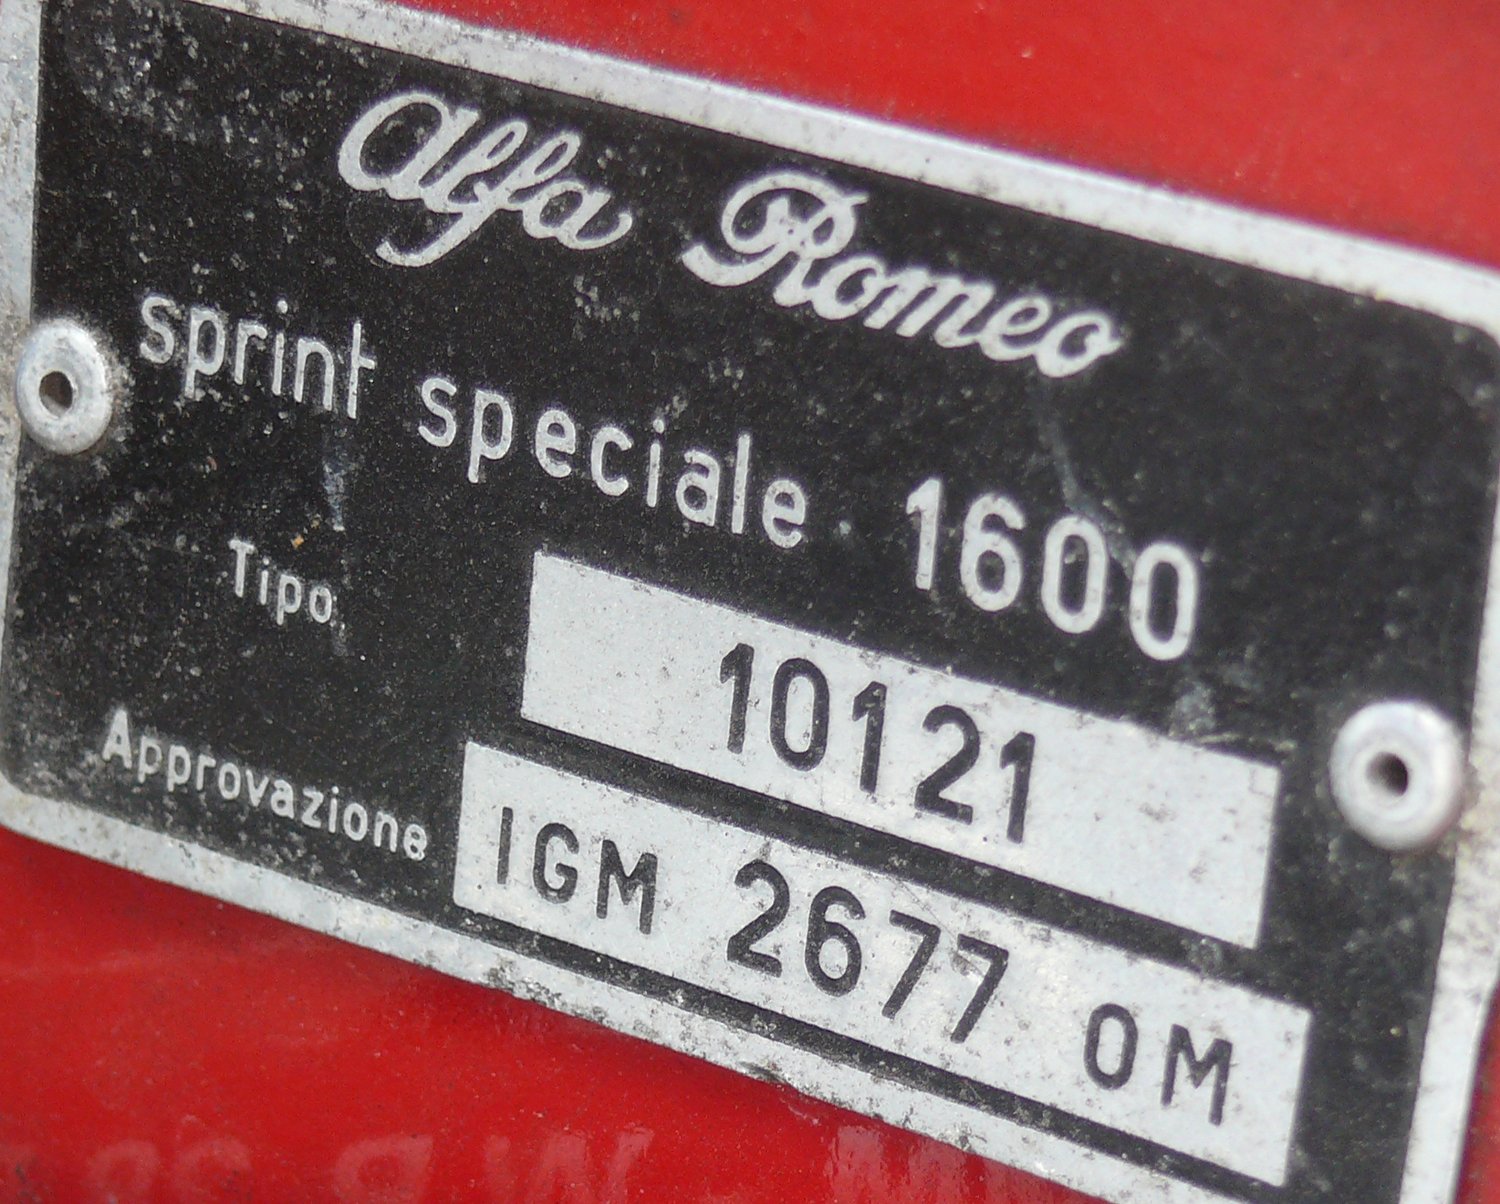 Alfa Romeo
sprint speciale 1600
Tipo 10121
Approvazione IGM 2677 OM